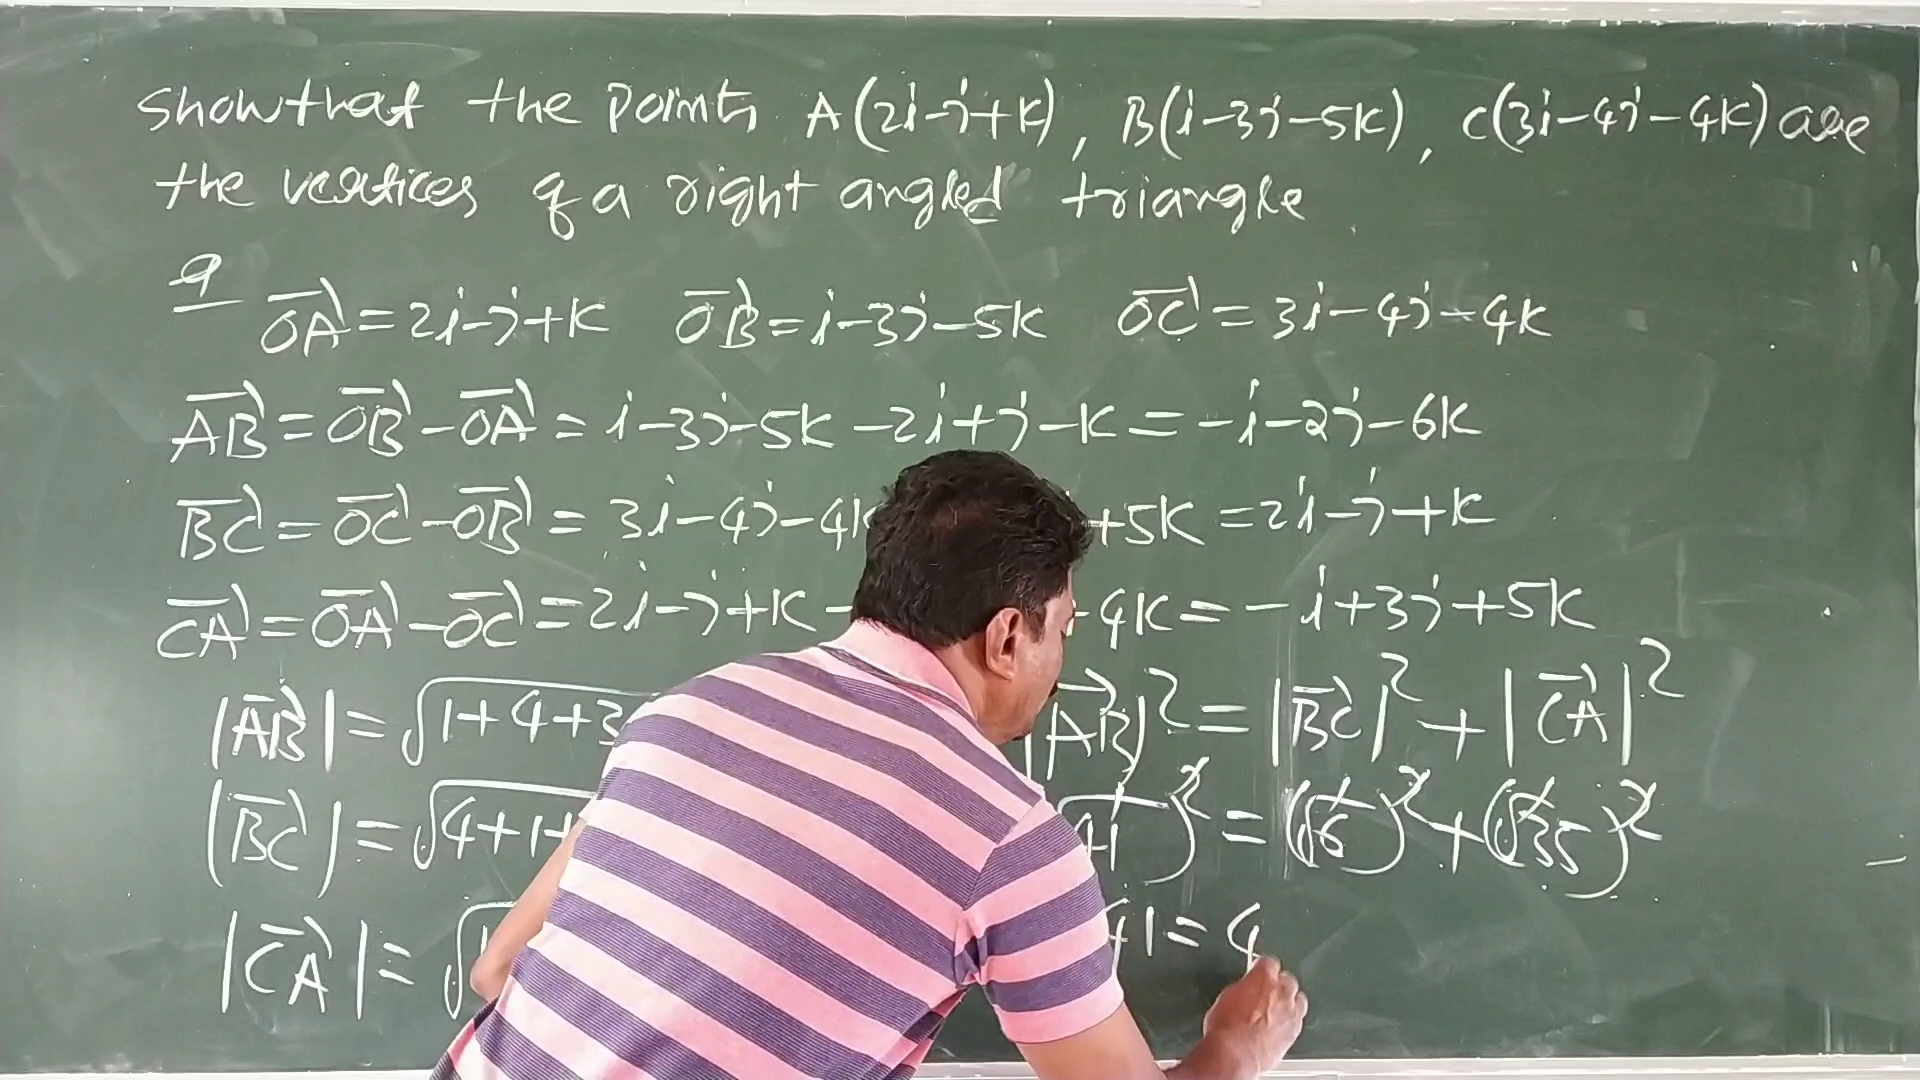 Show that the points A(2i-j+k), B(i-3j-5k), C(3i-4j-4k) are
the vertices of a right angled triangle
OA = 2i-j+k OB = i-3j-5k OC = 3i-4j-4k
AB = OB - OA = i-3j-5k -2i+j-k = -i-2j-6k
BC = OC - OB = 3i-4j-4k +5k = 2i-j+k
CA = OA - OC = 2i-j+k - -4k = -i+3j+5k
|AB| = √1+4+3 |AB|² = |BC|² + |CA|²
|BC| = √4+1+ 41)² = (√6)² + (√35)²
|CA| = √1 41 = 4